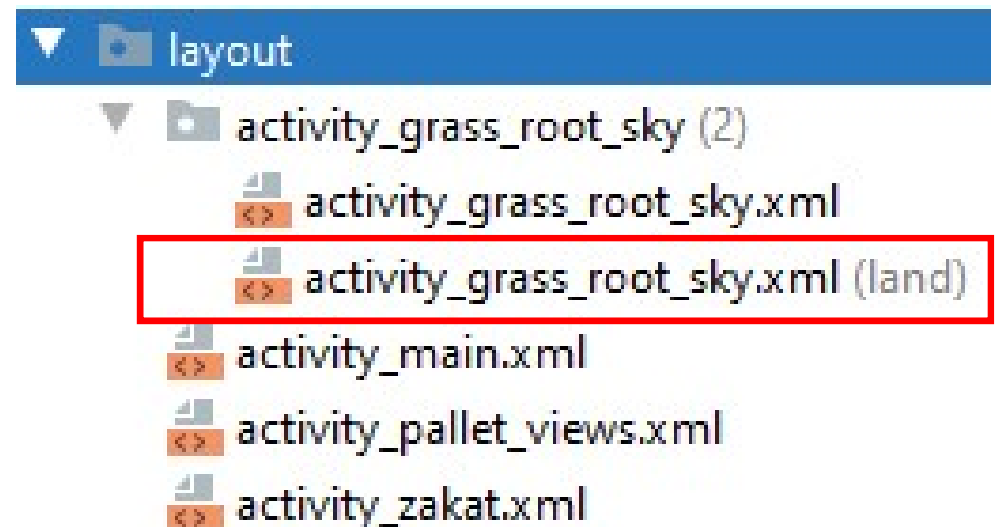 layout
activity_grass_root_sky (2)
activity_grass_root_sky.xml
activity_grass_root_sky.xml (land)
activity_main.xml
activity_pallet_views.xml
activity_zakat.xml